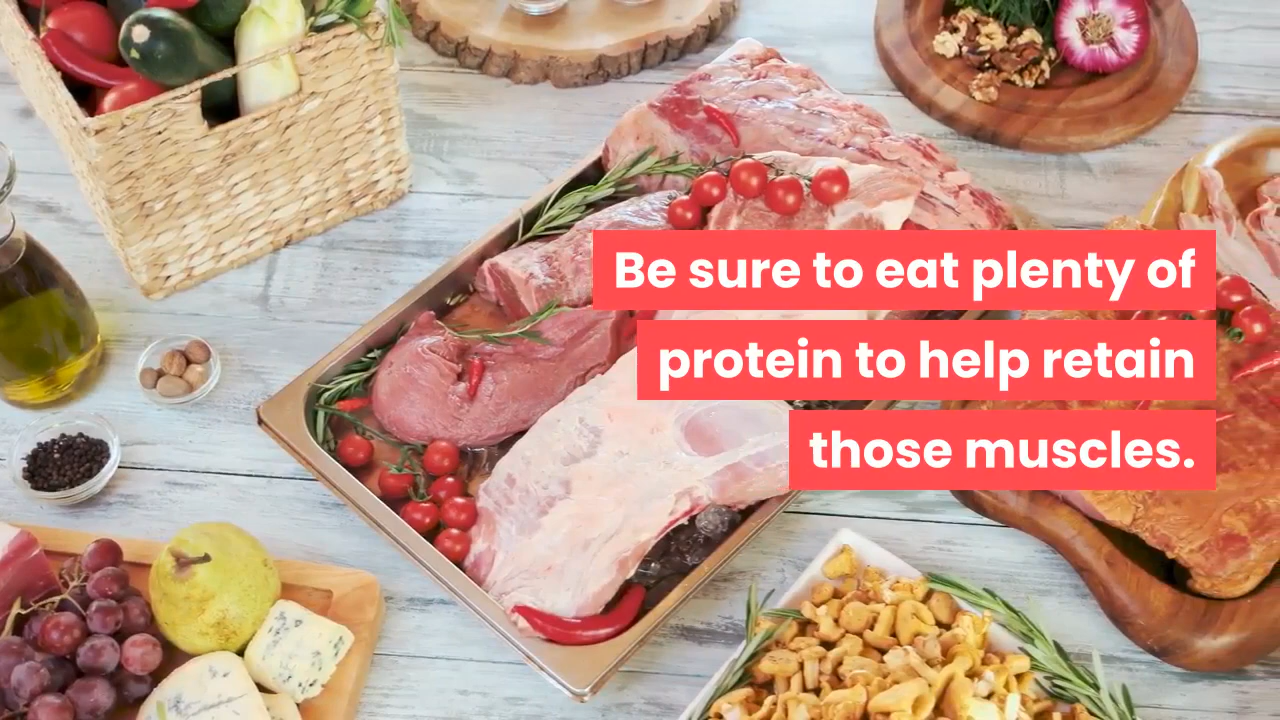 Be sure to eat plenty of
protein to help retain
those muscles.